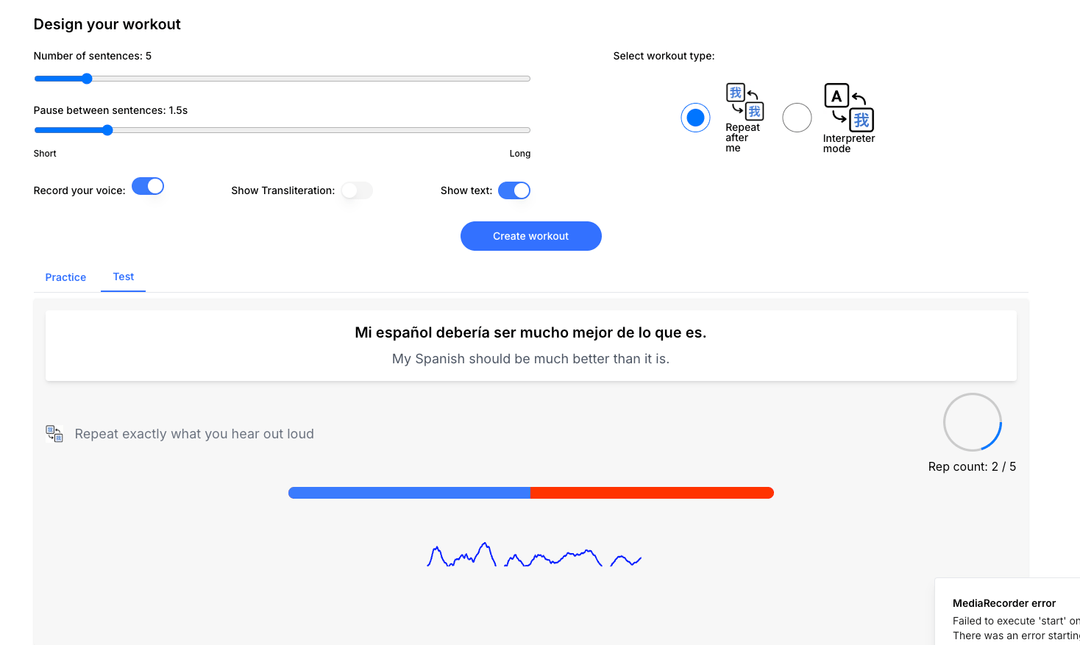 Design your workout
Number of sentences: 5
Select workout type:
Pause between sentences: 1.5s
Short
Long
我
我
Repeat
after
me
A
我
Interpreter
mode
Record your voice:
Show Transliteration:
Show text:
Create workout
Practice
Test
Mi español debería ser mucho mejor de lo que es.
My Spanish should be much better than it is.
Repeat exactly what you hear out loud
Rep count: 2 / 5
MediaRecorder error
Failed to execute 'start' on
There was an error starting